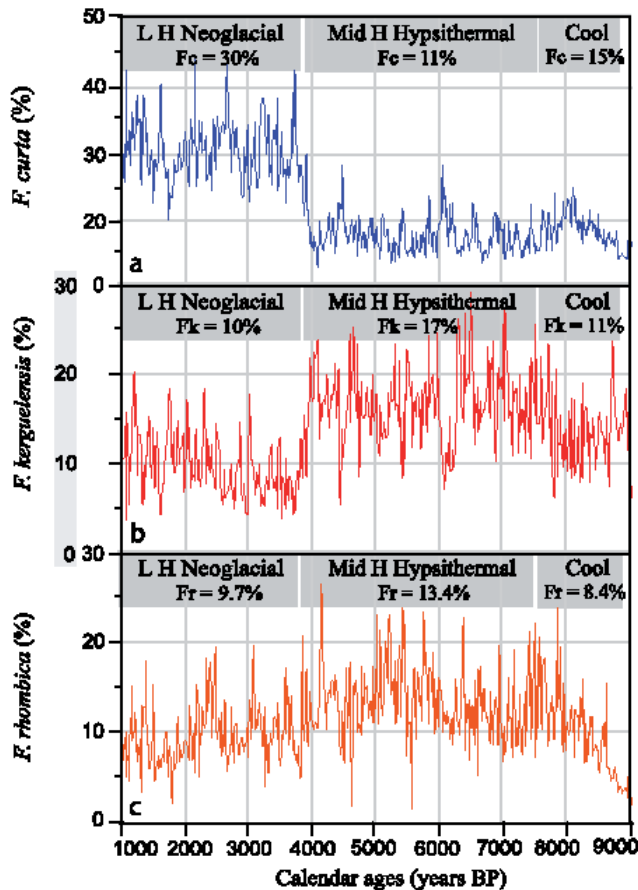 50
40
30
20
10
0
F. curta (%)
L H Neoglacial
Fc = 30%
Mid H Hypsithermal
Fc = 11%
Cool
Fc = 15%
a
30
20
10
0
F. kerguelensis (%)
L H Neoglacial
Fk = 10%
Mid H Hypsithermal
Fk = 17%
Cool
Fk = 11%
b
30
20
10
0
F. rhombica (%)
L H Neoglacial
Fr = 9.7%
Mid H Hypsithermal
Fr = 13.4%
Cool
Fr = 8.4%
c
1000 2000 3000 4000 5000 6000 7000 8000 9000
Calendar ages (years BP)